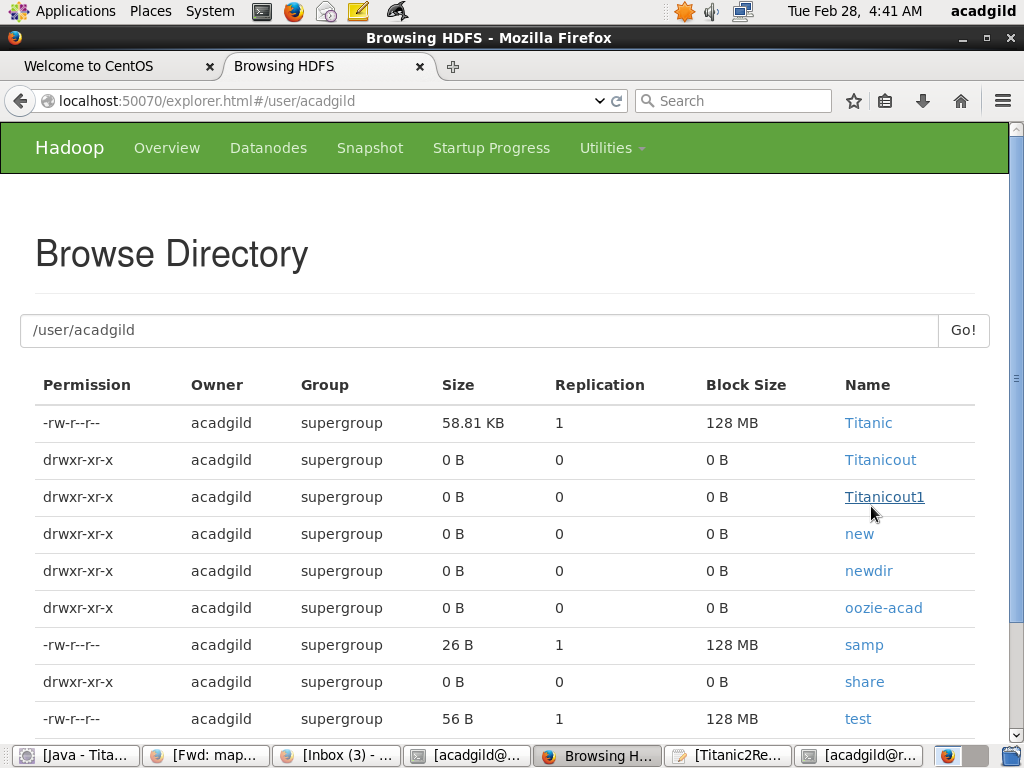 Applications Places System Tue Feb 28, 4:41 AM acadgild
Browsing HDFS - Mozilla Firefox
Welcome to CentOS Browsing HDFS
localhost:50070/explorer.html#/user/acadgild Search
Hadoop Overview Datanodes Snapshot Startup Progress Utilities
Browse Directory
/user/acadgild Go!
Permission Owner Group Size Replication Block Size Name
-rw-r--r-- acadgild supergroup 58.81 KB 1 128 MB Titanic
drwxr-xr-x acadgild supergroup 0 B 0 0 B Titanicout
drwxr-xr-x acadgild supergroup 0 B 0 0 B Titanicout1
drwxr-xr-x acadgild supergroup 0 B 0 0 B new
drwxr-xr-x acadgild supergroup 0 B 0 0 B newdir
drwxr-xr-x acadgild supergroup 0 B 0 0 B oozie-acad
-rw-r--r-- acadgild supergroup 26 B 1 128 MB samp
drwxr-xr-x acadgild supergroup 0 B 0 0 B share
-rw-r--r-- acadgild supergroup 56 B 1 128 MB test
[Java - Tita... [Fwd: map... [Inbox (3) - ... [acadgild@... Browsing H... [Titanic2Re... [acadgild@r...